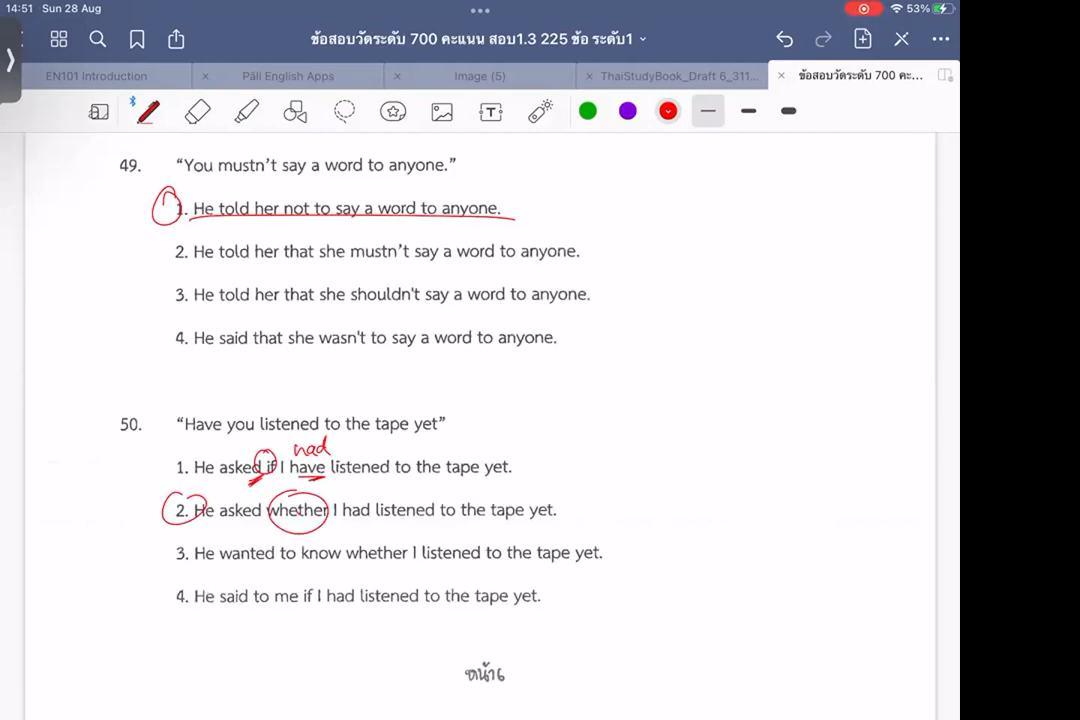 14:51 Sun 28 Aug
53%
ข้อสอบวัดระดับ 700 คะแนน สอบ1.3 225 ข้อ ระดับ1
EN101 Introduction
Pāli English Apps
Image (5)
ThaiStudyBook_Draft 6_311...
ข้อสอบวัดระดับ 700 คะ...
49. “You mustn’t say a word to anyone.”
1. He told her not to say a word to anyone.
2. He told her that she mustn’t say a word to anyone.
3. He told her that she shouldn't say a word to anyone.
4. He said that she wasn't to say a word to anyone.
50. “Have you listened to the tape yet”
had
1. He asked if I have listened to the tape yet.
2. He asked whether I had listened to the tape yet.
3. He wanted to know whether I listened to the tape yet.
4. He said to me if I had listened to the tape yet.
หน้า6